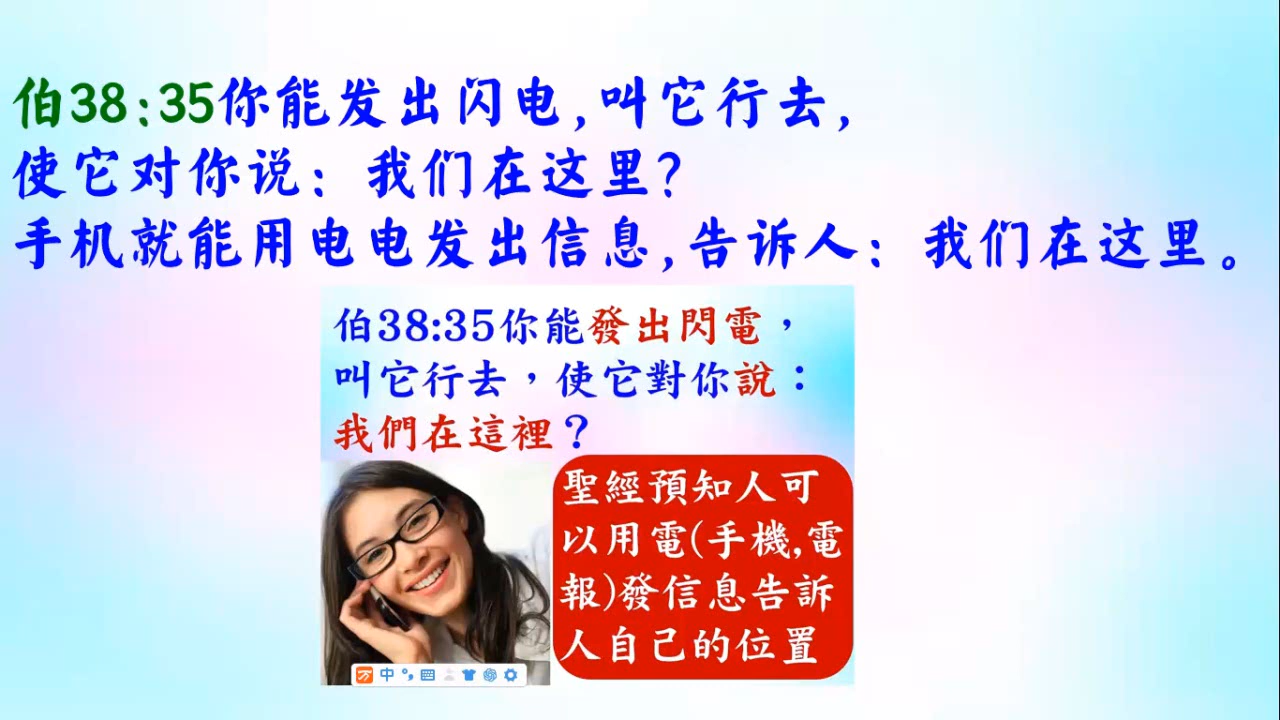 伯38:35你能发出闪电,叫它行去,
使它对你说：我们在这里?
手机就能用电电发出信息,告诉人：我们在这里。
伯38:35你能發出閃電，
叫它行去，使它對你說：
我們在這裡？
聖經預知人可
以用電(手機,電
報)發信息告訴
人自己的位置
中